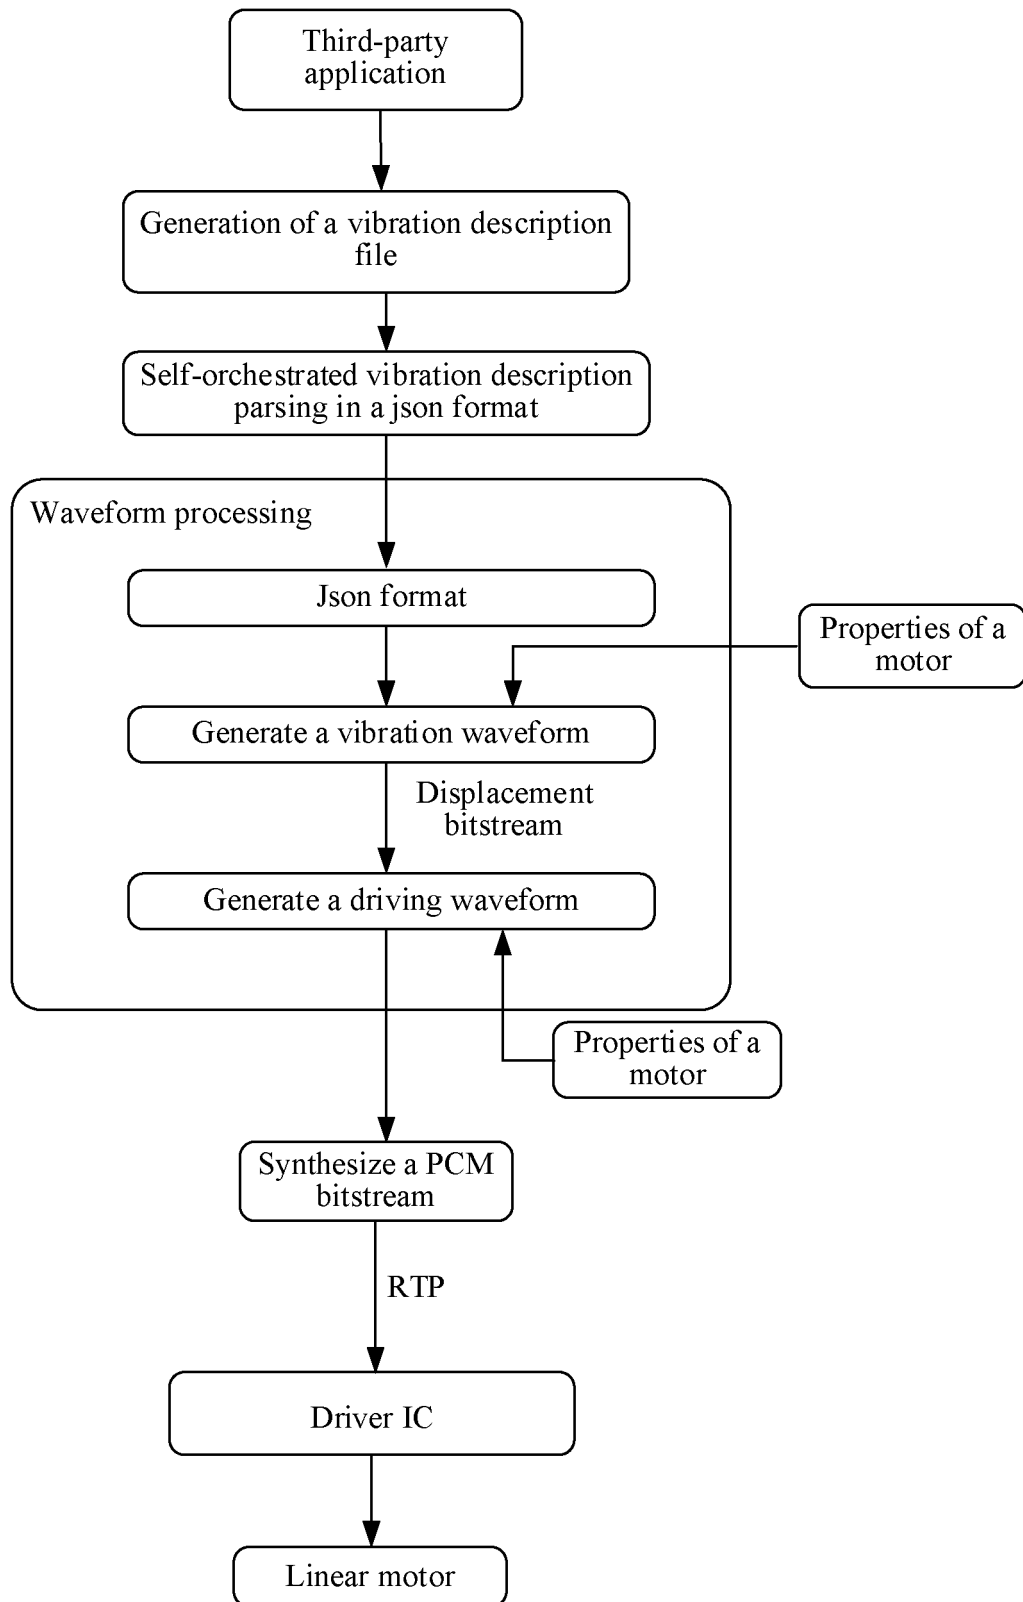 Third-party
application
Generation of a vibration description
file
Self-orchestrated vibration description
parsing in a json format
Waveform processing
Json format
Properties of a
motor
Generate a vibration waveform
Displacement
bitstream
Generate a driving waveform
Properties of a
motor
Synthesize a PCM
bitstream
RTP
Driver IC
Linear motor